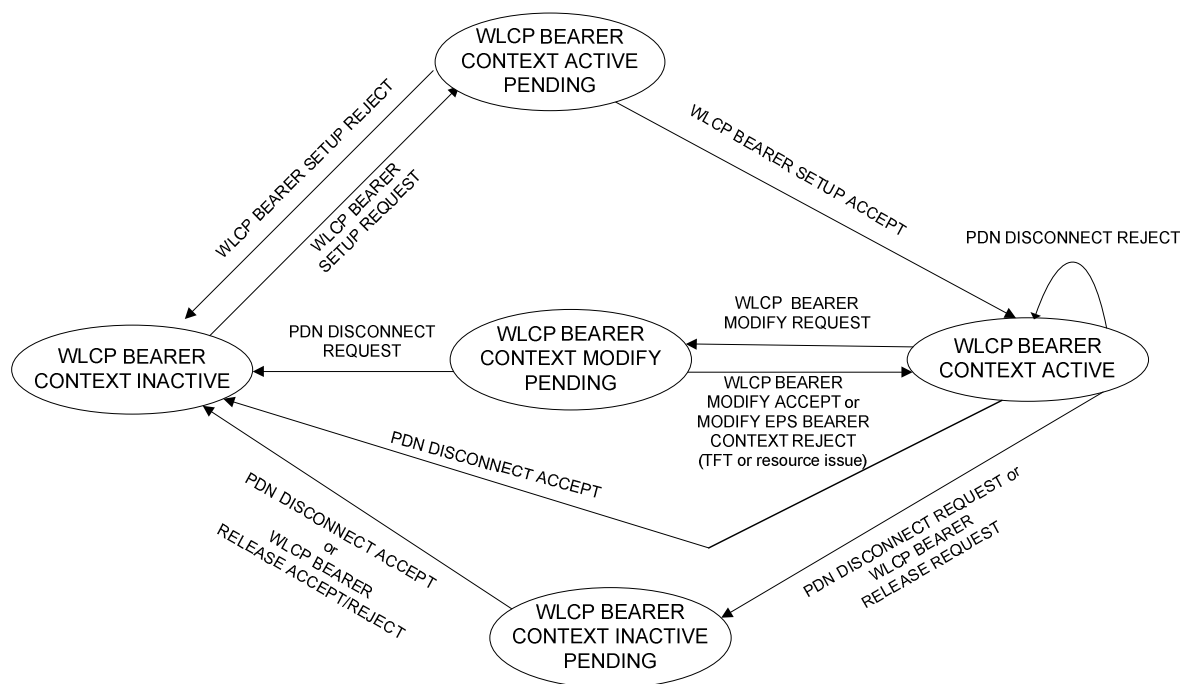 WLCP BEARER
CONTEXT ACTIVE
PENDING
WLCP BEARER SETUP REJECT
WLCP BEARER
SETUP REQUEST
WLCP BEARER SETUP ACCEPT
PDN DISCONNECT REJECT
WLCP BEARER
CONTEXT INACTIVE
PDN DISCONNECT
REQUEST
WLCP BEARER
CONTEXT MODIFY
PENDING
WLCP BEARER
MODIFY REQUEST
WLCP BEARER
CONTEXT ACTIVE
WLCP BEARER
MODIFY ACCEPT or
MODIFY EPS BEARER
CONTEXT REJECT
(TFT or resource issue)
PDN DISCONNECT ACCEPT
PDN DISCONNECT ACCEPT
or
WLCP BEARER
RELEASE ACCEPT/REJECT
PDN DISCONNECT REQUEST or
WLCP BEARER
RELEASE REQUEST
WLCP BEARER
CONTEXT INACTIVE
PENDING